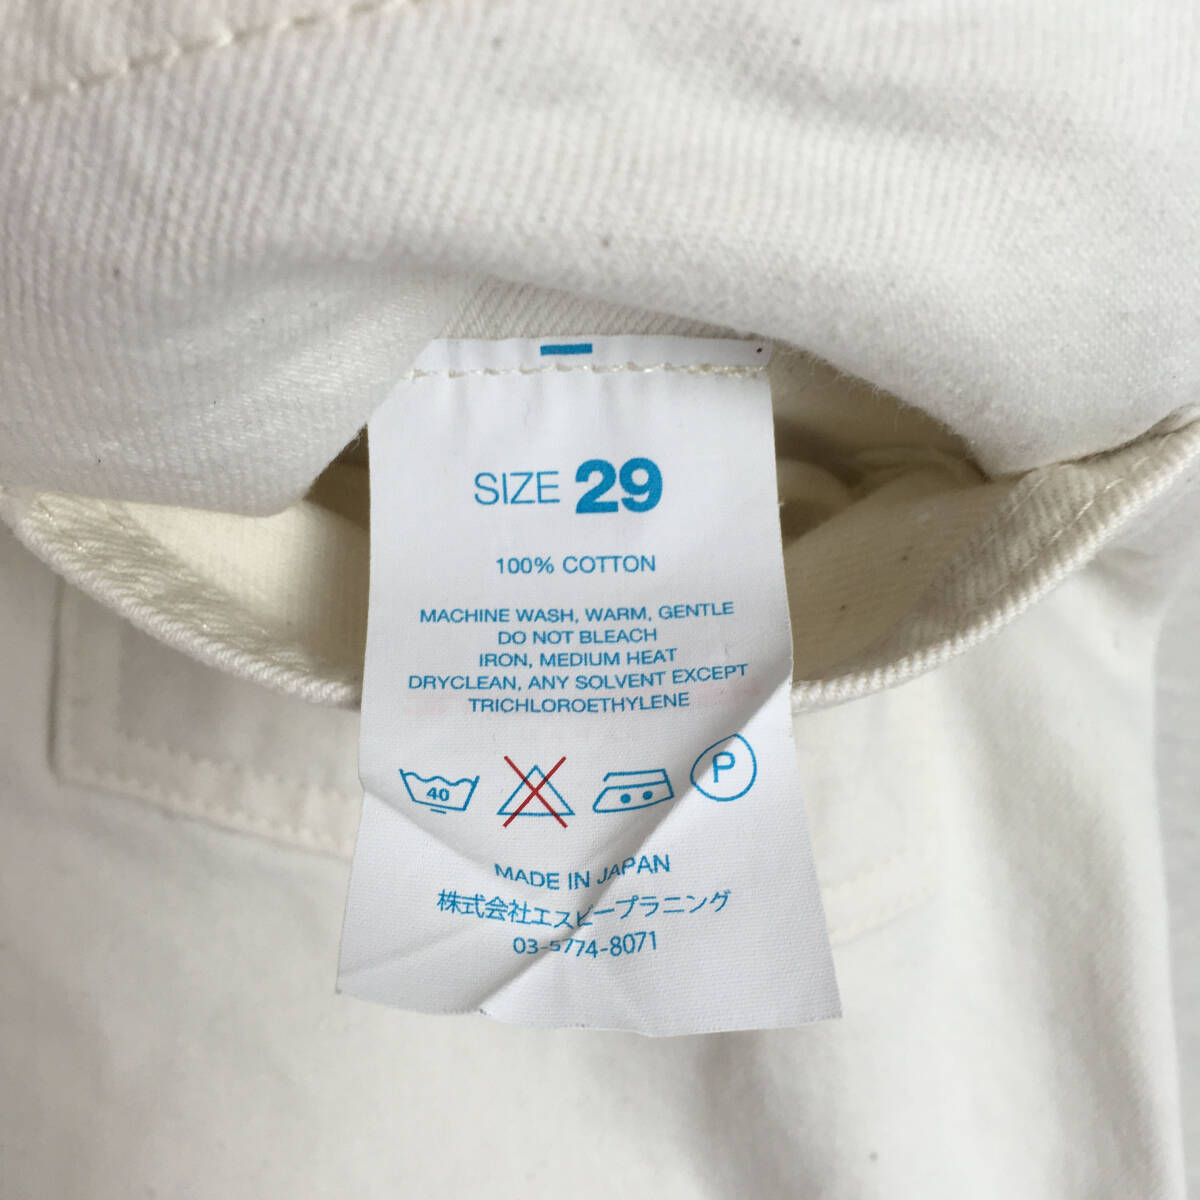 SIZE 29
100% COTTON
MACHINE WASH, WARM, GENTLE
DO NOT BLEACH
IRON, MEDIUM HEAT
DRYCLEAN, ANY SOLVENT EXCEPT
TRICHLOROETHYLENE
40 P
MADE IN JAPAN
株式会社エスピープラニング
03-5774-8071